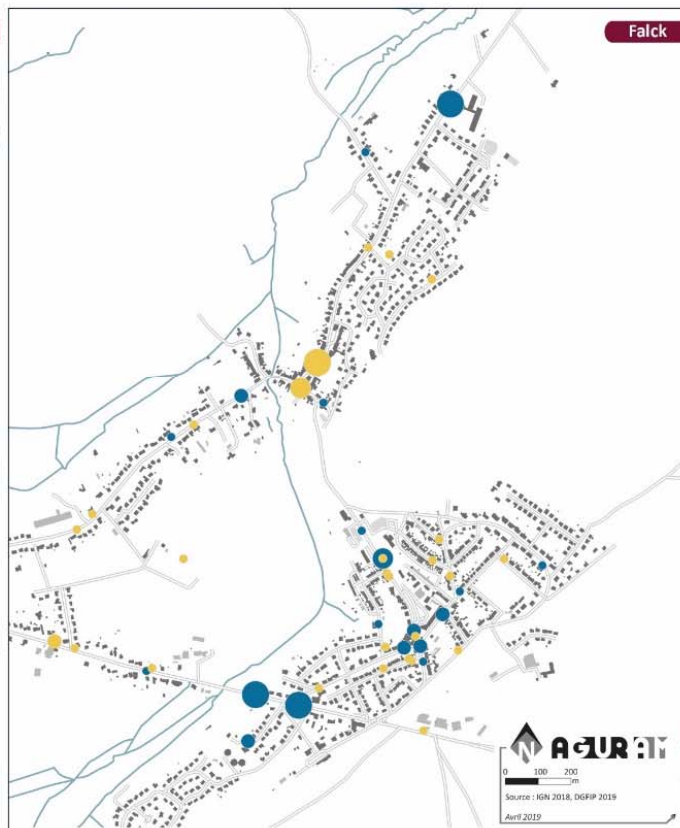 Falck
N AGURAM
0 100 200
m
Source : IGN 2018, DGFIP 2019
Avril 2019